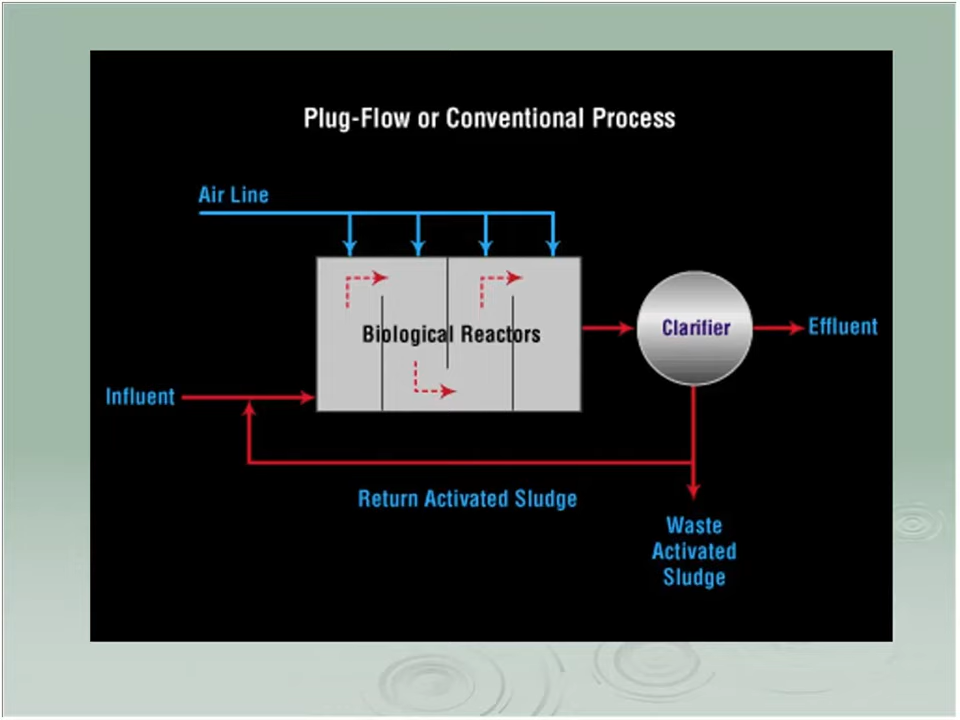 Plug-Flow or Conventional Process
Air Line
Biological Reactors
Clarifier
Effluent
Influent
Return Activated Sludge
Waste
Activated
Sludge